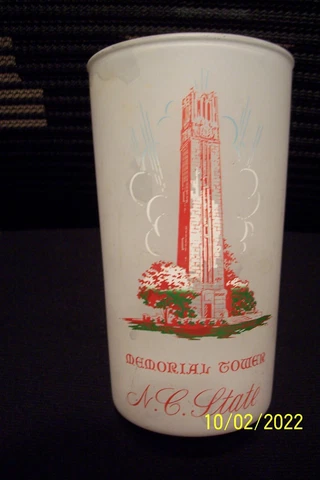 MEMORIAL TOWER
N.C. State
10/02/2022